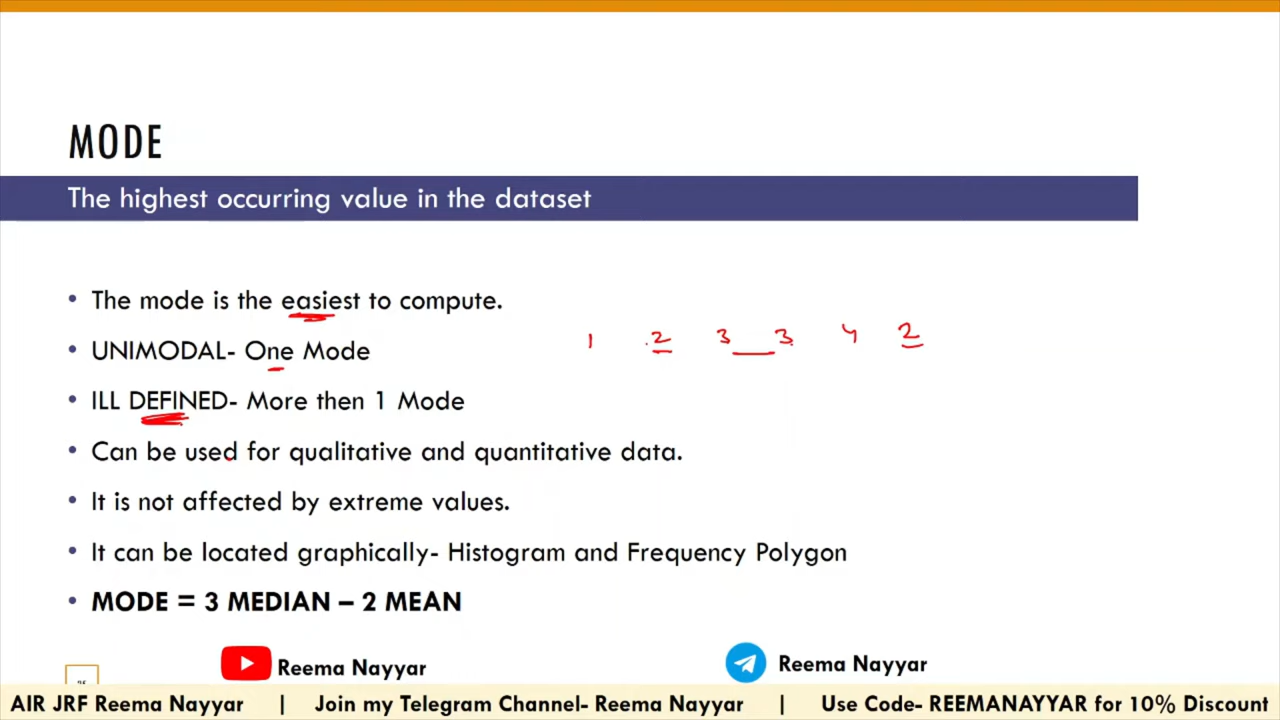 MODE
The highest occurring value in the dataset
• The mode is the easiest to compute.
1 2 3 3 4 2
• UNIMODAL- One Mode
• ILL DEFINED- More then 1 Mode
• Can be used for qualitative and quantitative data.
• It is not affected by extreme values.
• It can be located graphically- Histogram and Frequency Polygon
• MODE = 3 MEDIAN – 2 MEAN
Reema Nayyar Reema Nayyar
AIR JRF Reema Nayyar | Join my Telegram Channel- Reema Nayyar | Use Code- REEMANAYYAR for 10% Discount